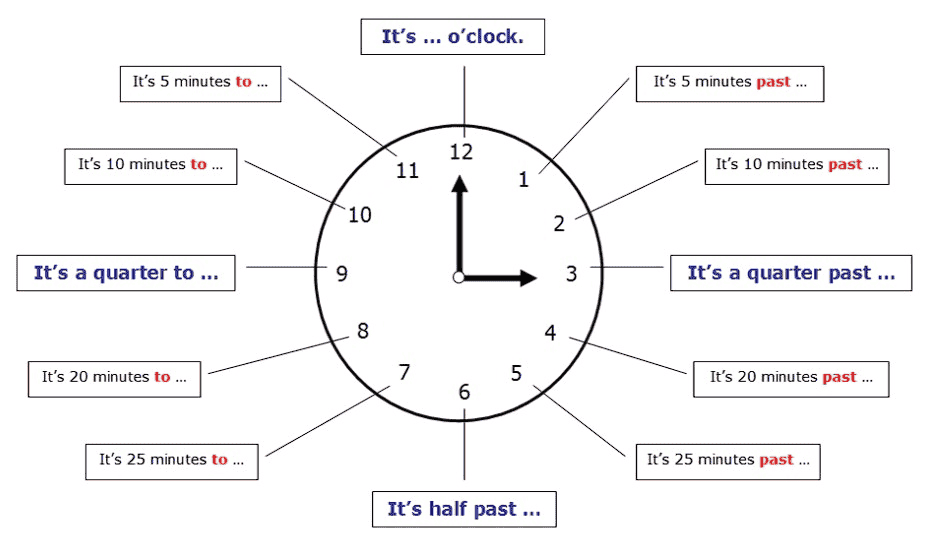 It's ... o'clock.
It's 5 minutes to ...
It's 5 minutes past ...
It's 10 minutes to ...
It's 10 minutes past ...
It's a quarter to ...
It's a quarter past ...
It's 20 minutes to ...
It's 20 minutes past ...
It's 25 minutes to ...
It's 25 minutes past ...
It's half past ...
12
1
2
3
4
5
6
7
8
9
10
11